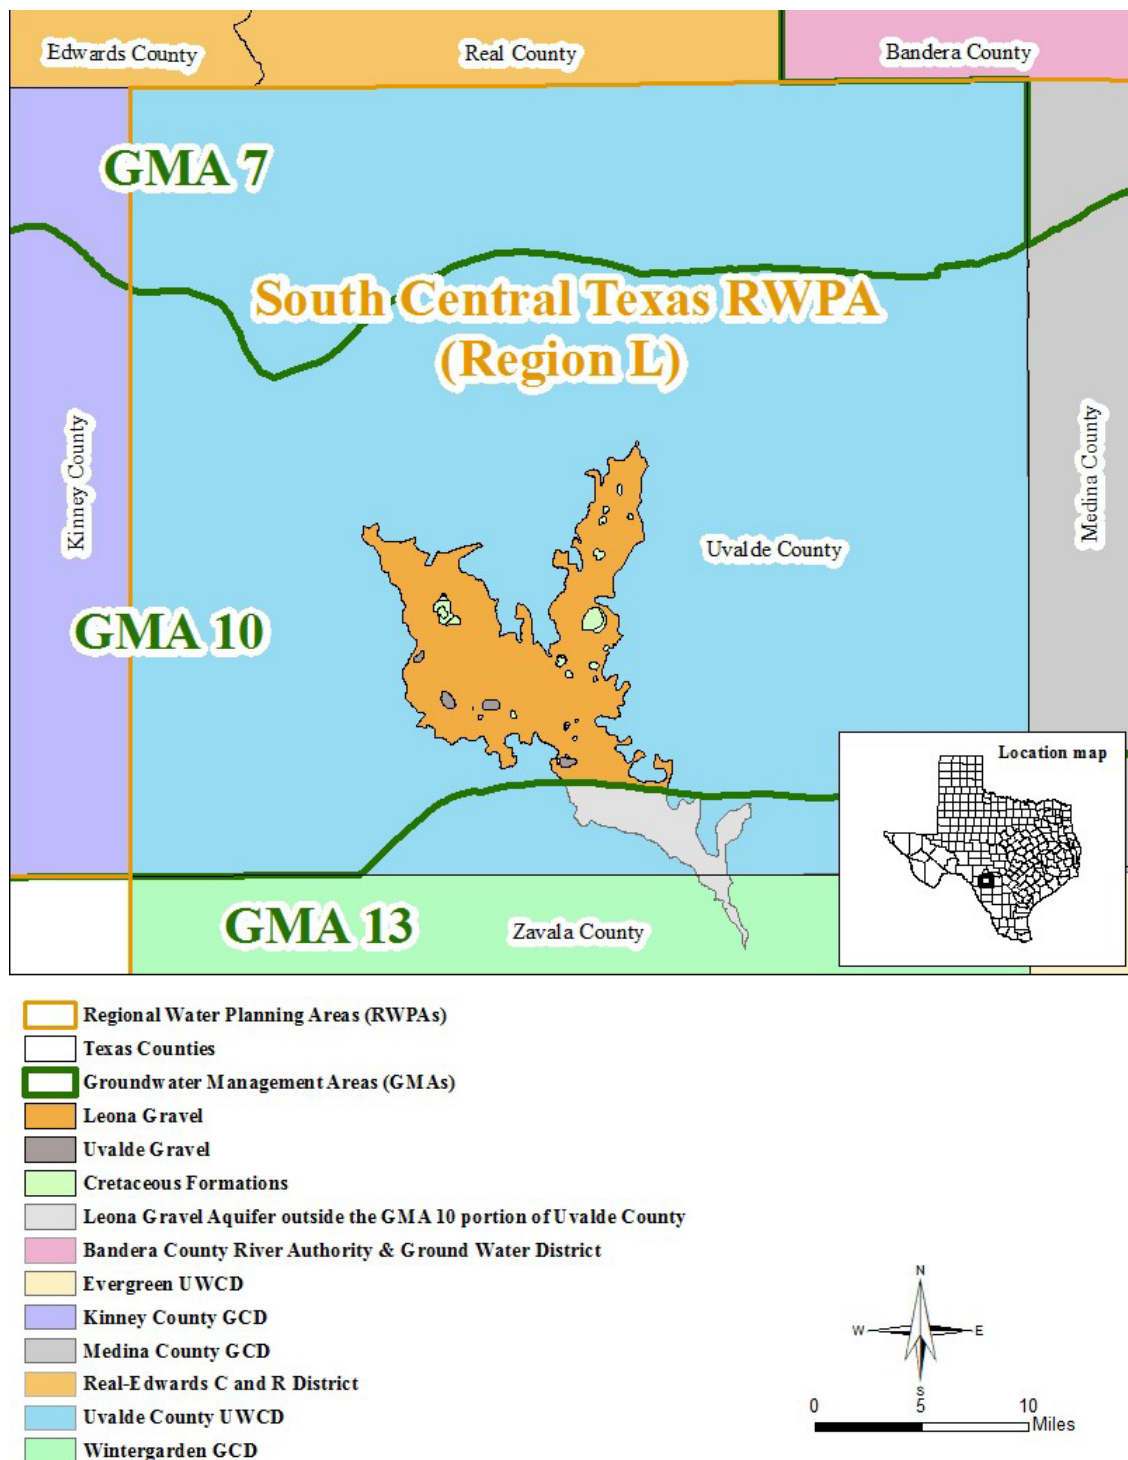 Edwards County
Real County
Bandera County
GMA 7
South Central Texas RWPA
(Region L)
Kinney County
Medina County
Uvalde County
GMA 10
Location map
GMA 13
Zavala County
Regional Water Planning Areas (RWPAs)
Texas Counties
Groundwater Management Areas (GMAs)
Leona Gravel
Uvalde Gravel
Cretaceous Formations
Leona Gravel Aquifer outside the GMA 10 portion of Uvalde County
Bandera County River Authority & Ground Water District
Evergreen UWCD
Kinney County GCD
Medina County GCD
Real-Edwards C and R District
Uvalde County UWCD
Wintergarden GCD
N
W E
S
0 5 10
Miles